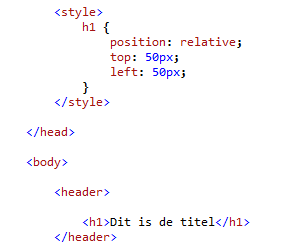 <style>
h1 {
position: relative;
top: 50px;
left: 50px;
}
</style>
</head>
<body>
<header>
<h1>Dit is de titel</h1>
</header>